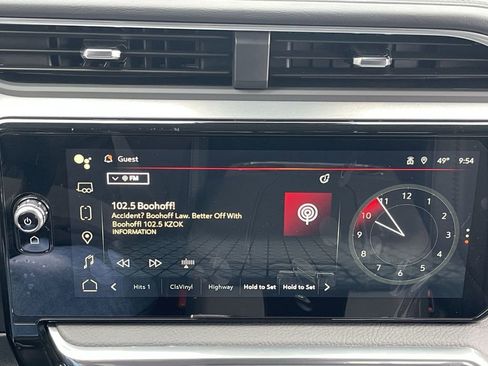 Guest
49° 9:54
FM
102.5 Boohoff!
Accident? Boohoff Law. Better Off With
Boohoff! 102.5 KZOK
INFORMATION
12
1
2
3
4
5
6
7
8
9
10
11
Hits 1 ClsVinyl Highway Hold to Set Hold to Set